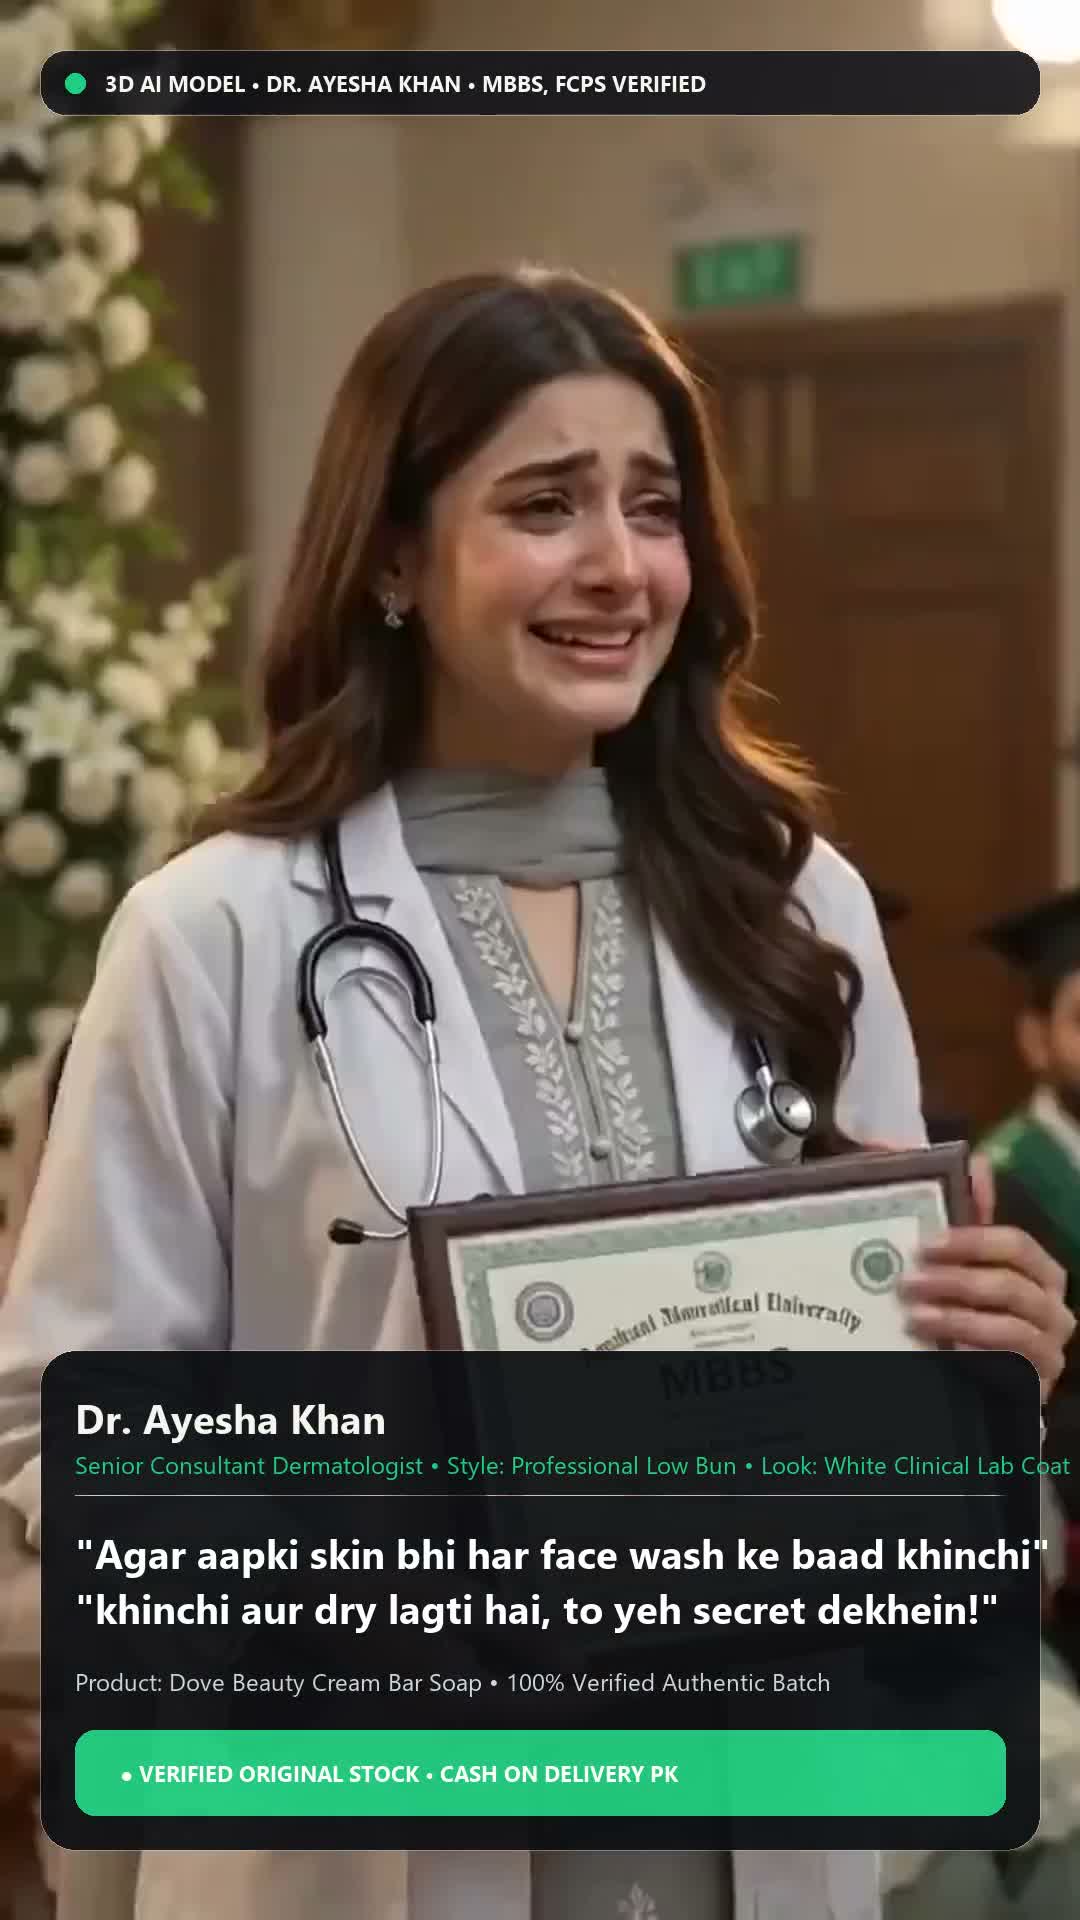 3D AI MODEL • DR. AYESHA KHAN • MBBS, FCPS VERIFIED
EXIT
University
MBBS
Dr. Ayesha Khan
Senior Consultant Dermatologist • Style: Professional Low Bun • Look: White Clinical Lab Coat
"Agar aapki skin bhi har face wash ke baad khinchi"
"khinchi aur dry lagti hai, to yeh secret dekhein!"
Product: Dove Beauty Cream Bar Soap • 100% Verified Authentic Batch
• VERIFIED ORIGINAL STOCK • CASH ON DELIVERY PK